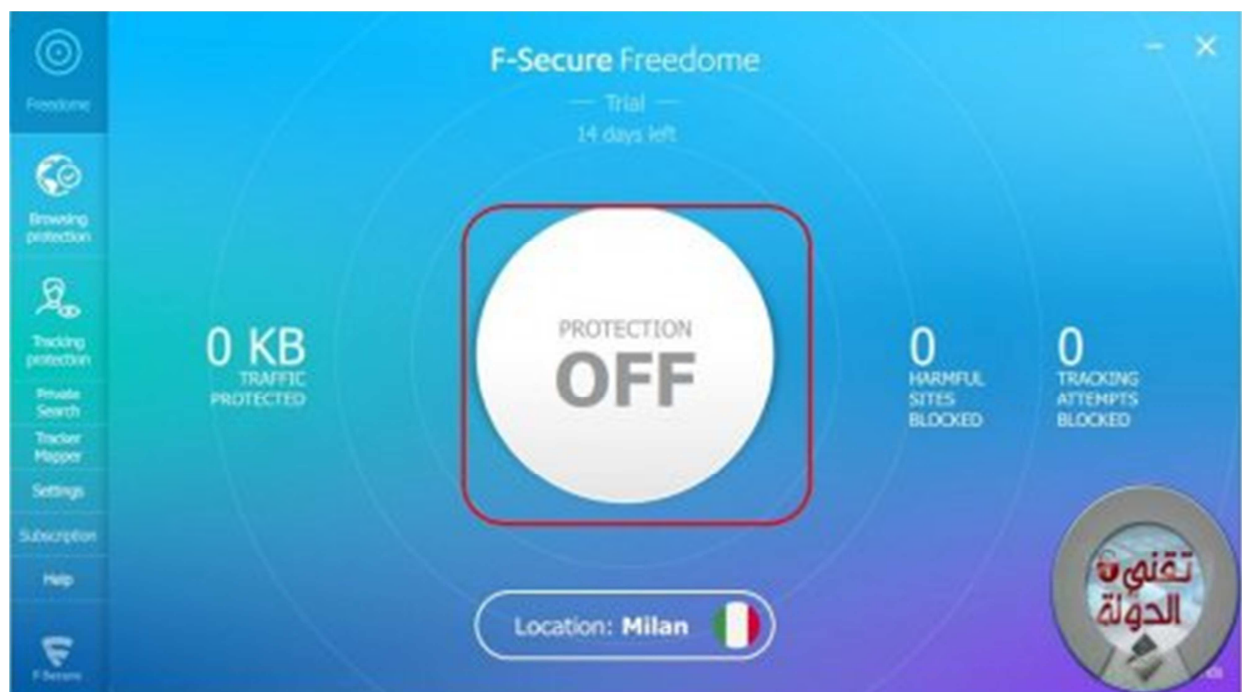 Freedome
Browsing
protection
Tracking
protection
Private
Search
Tracker
Mapper
Settings
Subscription
Help
F-Secure
F-Secure Freedome
Trial
14 days left
0 KB
TRAFFIC
PROTECTED
PROTECTION
OFF
0
HARMFUL
SITES
BLOCKED
0
TRACKING
ATTEMPTS
BLOCKED
Location: Milan
تقني
الدولة